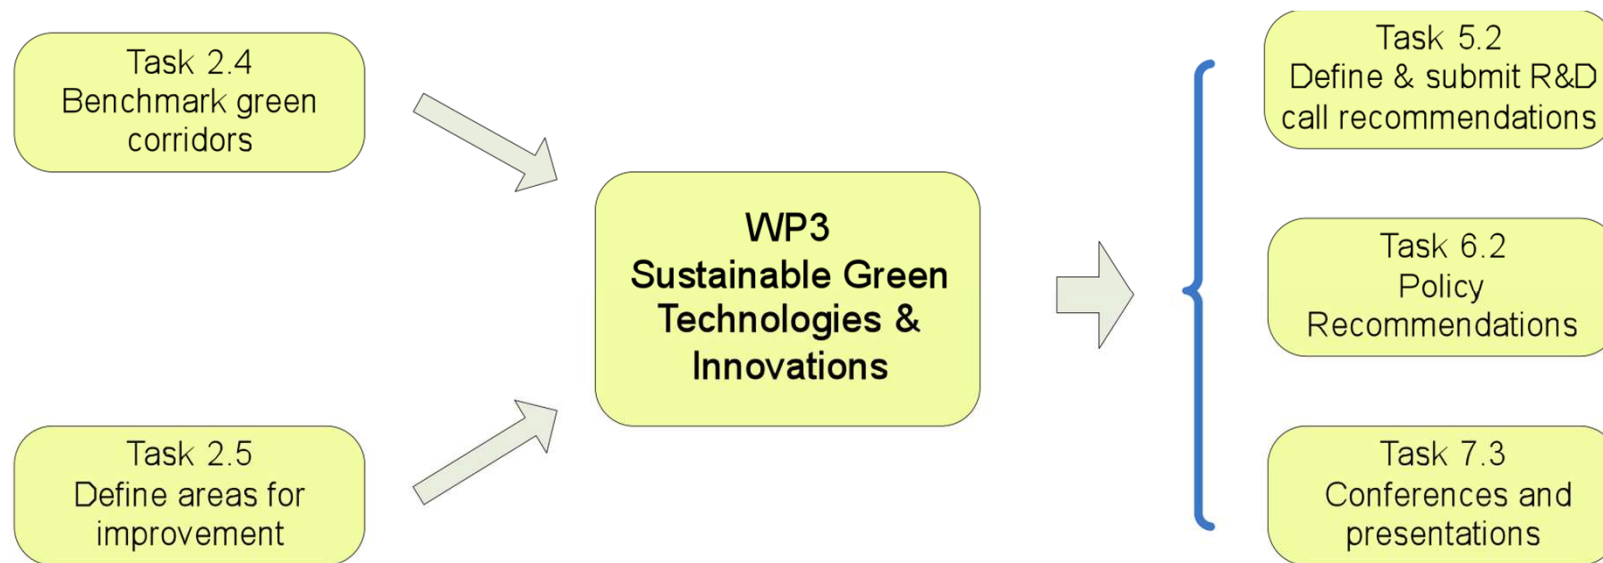 Task 2.4
Benchmark green
corridors
Task 2.5
Define areas for
improvement
WP3
Sustainable Green
Technologies &
Innovations
Task 5.2
Define & submit R&D
call recommendations
Task 6.2
Policy
Recommendations
Task 7.3
Conferences and
presentations